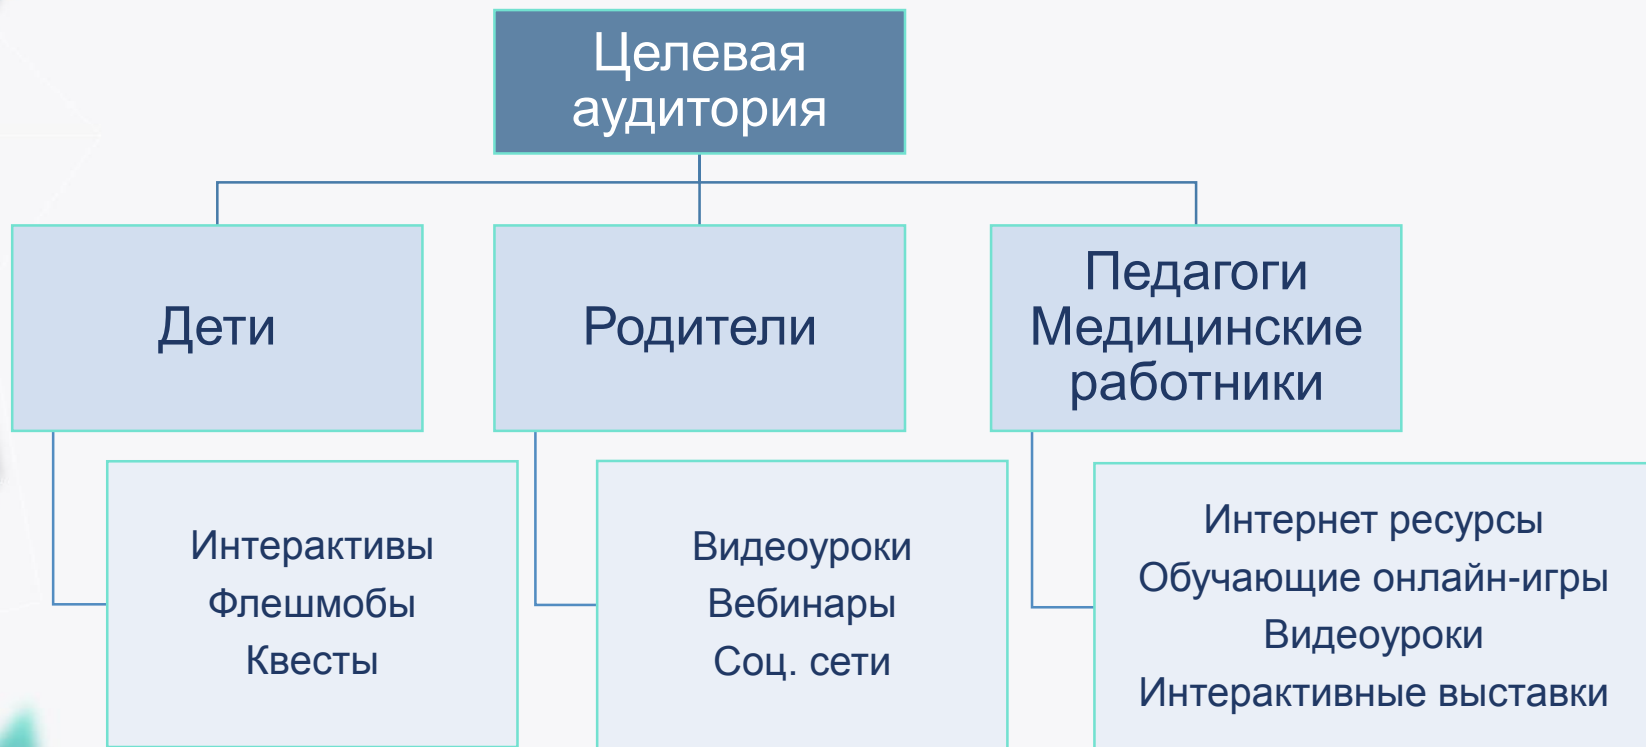 Целевая
аудитория
Дети
Родители
Педагоги
Медицинские
работники
Интерактивы
Флешмобы
Квесты
Видеоуроки
Вебинары
Соц. сети
Интернет ресурсы
Обучающие онлайн-игры
Видеоуроки
Интерактивные выставки